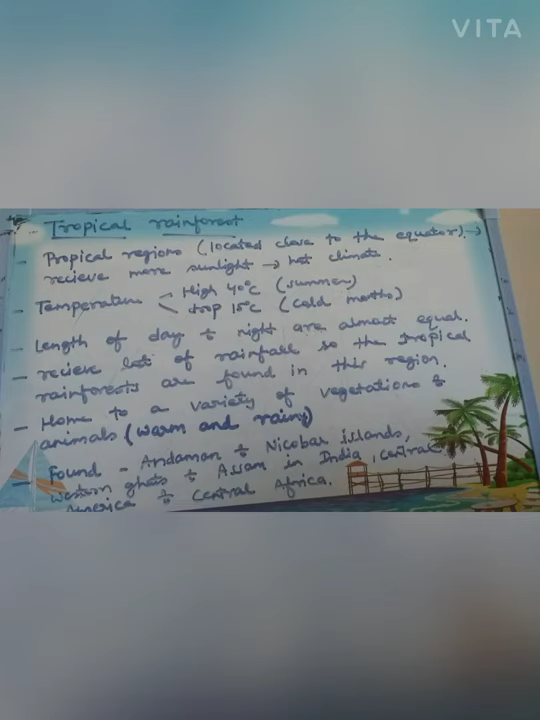 VITA
Tropical rainforest
- Tropical regions (located close to the equator) →
recieve more sunlight → hot climate.
- Temperature < High 40°C (summer)
drop 15°C (cold months)
- Length of day & night are almost equal.
- recieve lot of rainfall so the tropical
rainforests are found in this region.
- Home to a variety of vegetations &
animals (warm and rainy)
- Found - Andaman & Nicobar islands,
western ghats & Assam in India, central
America & Central Africa.